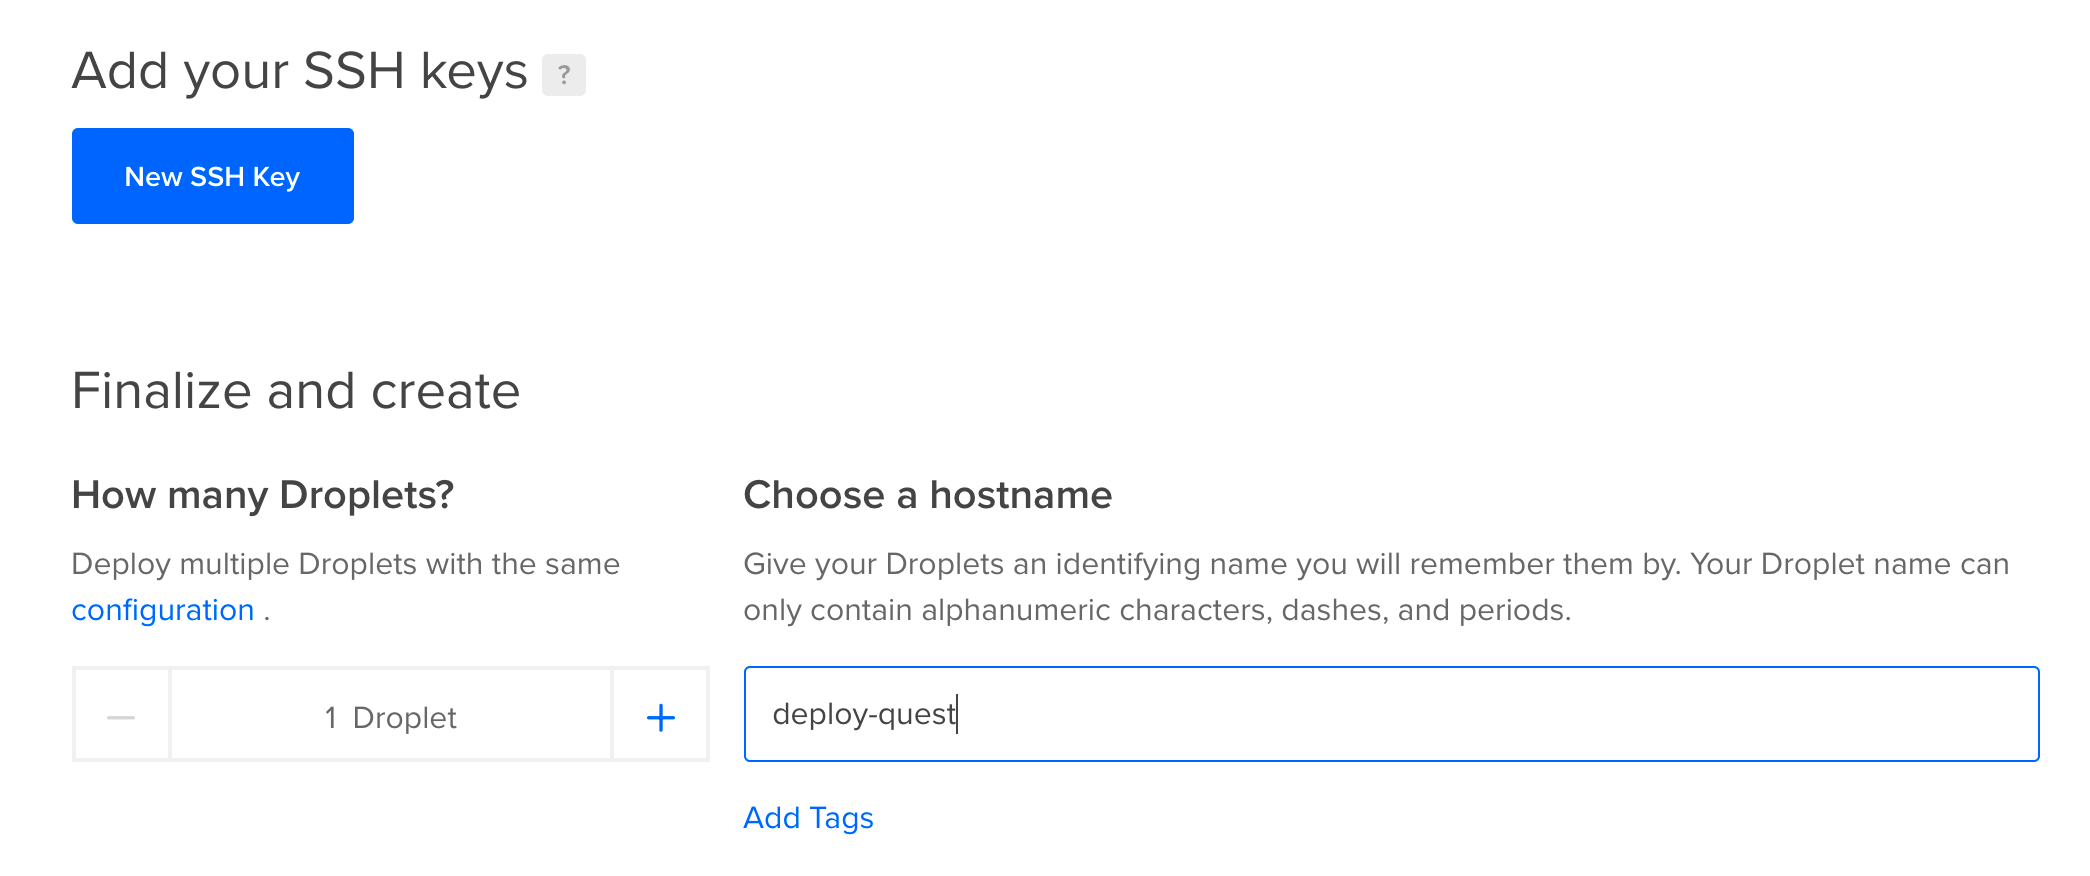 Add your SSH keys ?
New SSH Key
Finalize and create
How many Droplets?
Deploy multiple Droplets with the same
configuration .
1 Droplet
Choose a hostname
Give your Droplets an identifying name you will remember them by. Your Droplet name can
only contain alphanumeric characters, dashes, and periods.
deploy-quest
Add Tags